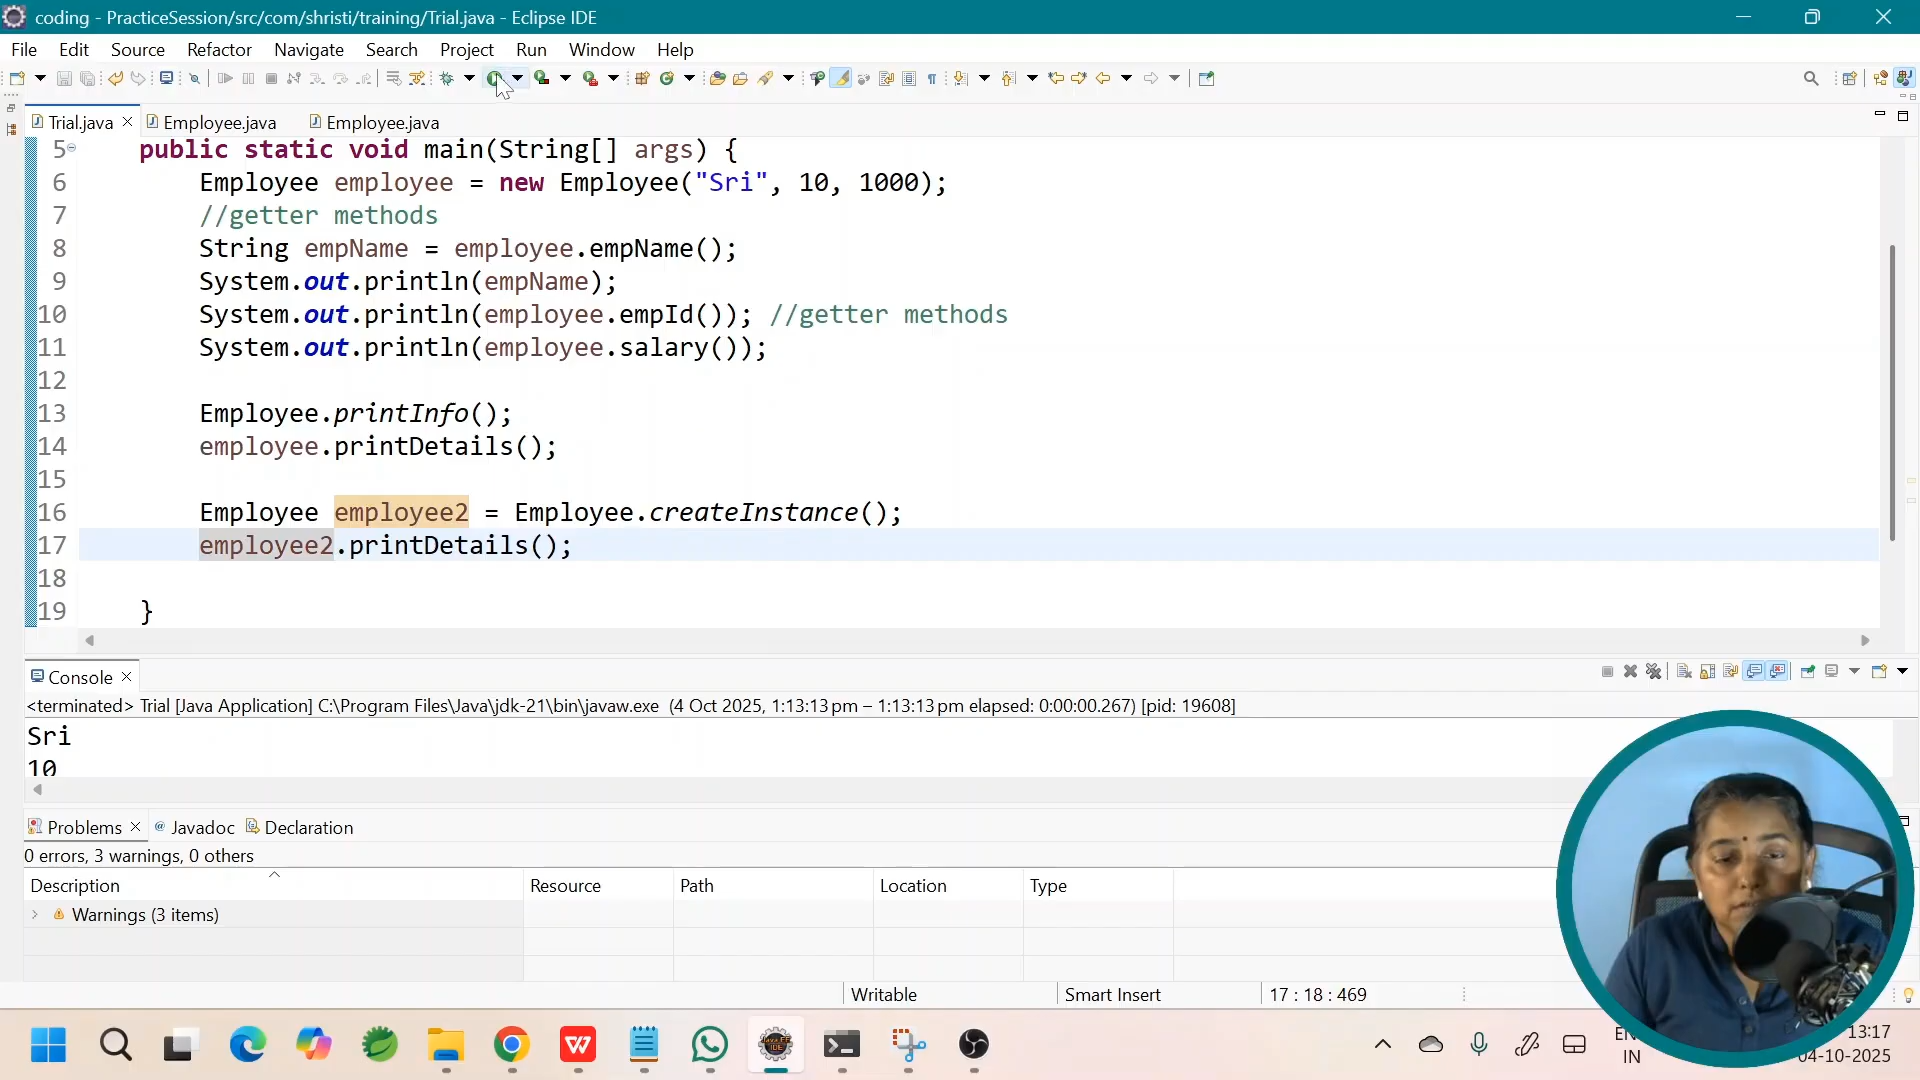 coding - PracticeSession/src/com/shristi/training/Trial.java - Eclipse IDE
File Edit Source Refactor Navigate Search Project Run Window Help
Trial.java Employee.java Employee.java
5 public static void main(String[] args) {
6 Employee employee = new Employee("Sri", 10, 1000);
7 //getter methods
8 String empName = employee.empName();
9 System.out.println(empName);
10 System.out.println(employee.empId()); //getter methods
11 System.out.println(employee.salary());
12
13 Employee.printInfo();
14 employee.printDetails();
15
16 Employee employee2 = Employee.createInstance();
17 employee2.printDetails();
18
19 }
Console
<terminated> Trial [Java Application] C:\Program Files\Java\jdk-21\bin\javaw.exe (4 Oct 2025, 1:13:13 pm – 1:13:13 pm elapsed: 0:00:00.267) [pid: 19608]
Sri
10
Problems Javadoc Declaration
0 errors, 3 warnings, 0 others
Description Resource Path Location Type
Warnings (3 items)
Writable Smart Insert 17 : 18 : 469
13:17
IN 04-10-2025